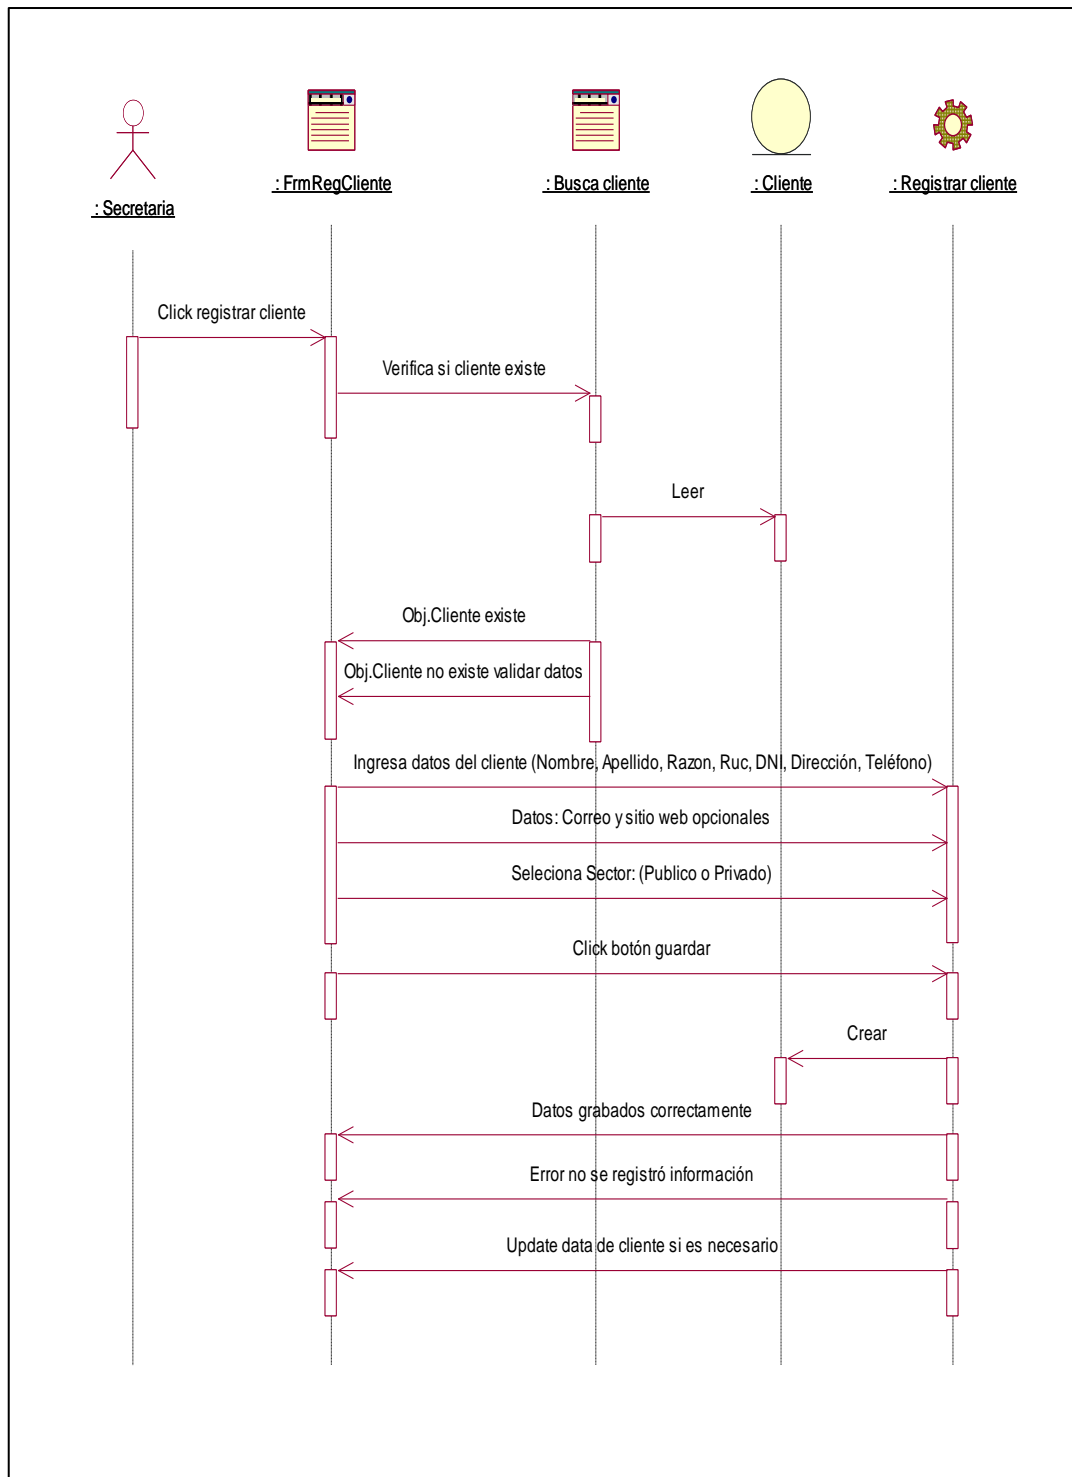 : FrmRegCliente
: Busca cliente
: Cliente
: Registrar cliente
: Secretaria
Click registrar cliente
Verifica si cliente existe
Leer
Obj.Cliente existe
Obj.Cliente no existe validar datos
Ingresa datos del cliente (Nombre, Apellido, Razon, Ruc, DNI, Dirección, Teléfono)
Datos: Correo y sitio web opcionales
Seleciona Sector: (Publico o Privado)
Click botón guardar
Crear
Datos grabados correctamente
Error no se registró información
Update data de cliente si es necesario